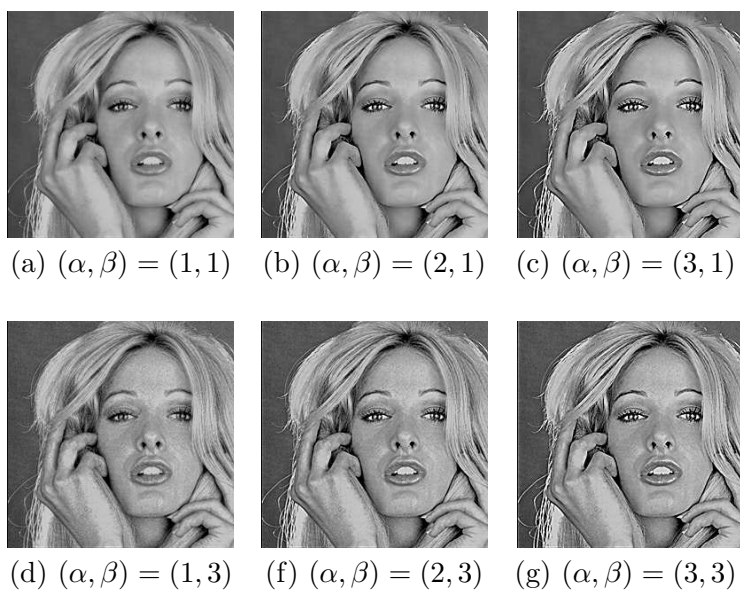 (a) (α, β) = (1, 1) (b) (α, β) = (2, 1) (c) (α, β) = (3, 1)
(d) (α, β) = (1, 3) (f) (α, β) = (2, 3) (g) (α, β) = (3, 3)